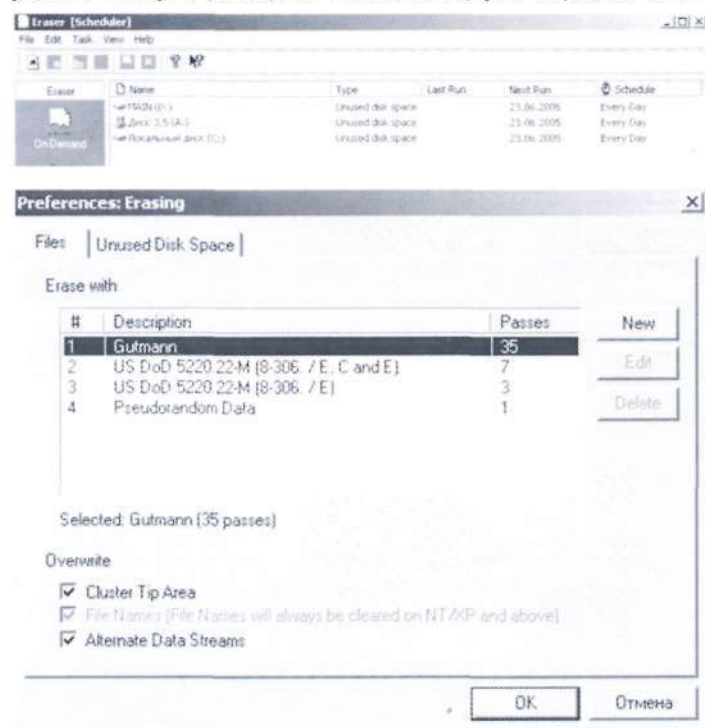 Eraser [Scheduler]
File Edit Task View Help
Eraser Name Type Last Run Next Run Schedule
MAIN (D:) Unused disk space 23.06.2005 Every Day
Диск 3,5 (A:) Unused disk space 23.06.2005 Every Day
Локальный диск (C:) Unused disk space 23.06.2005 Every Day
On-Demand
Preferences: Erasing
Files Unused Disk Space
Erase with
# Description Passes
1 Gutmann 35
2 US DoD 5220.22-M (8-306. / E, C and E) 7
3 US DoD 5220.22-M (8-306. / E) 3
4 Pseudorandom Data 1
New
Edit
Delete
Selected: Gutmann (35 passes)
Overwrite
Cluster Tip Area
File Names (File Names will always be cleared on NT/XP and above)
Alternate Data Streams
OK Отмена